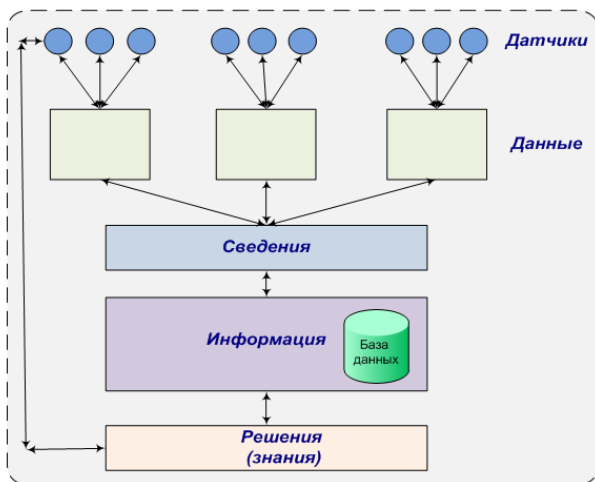 Датчики
Данные
Сведения
Информация
База
данных
Решения
(знания)